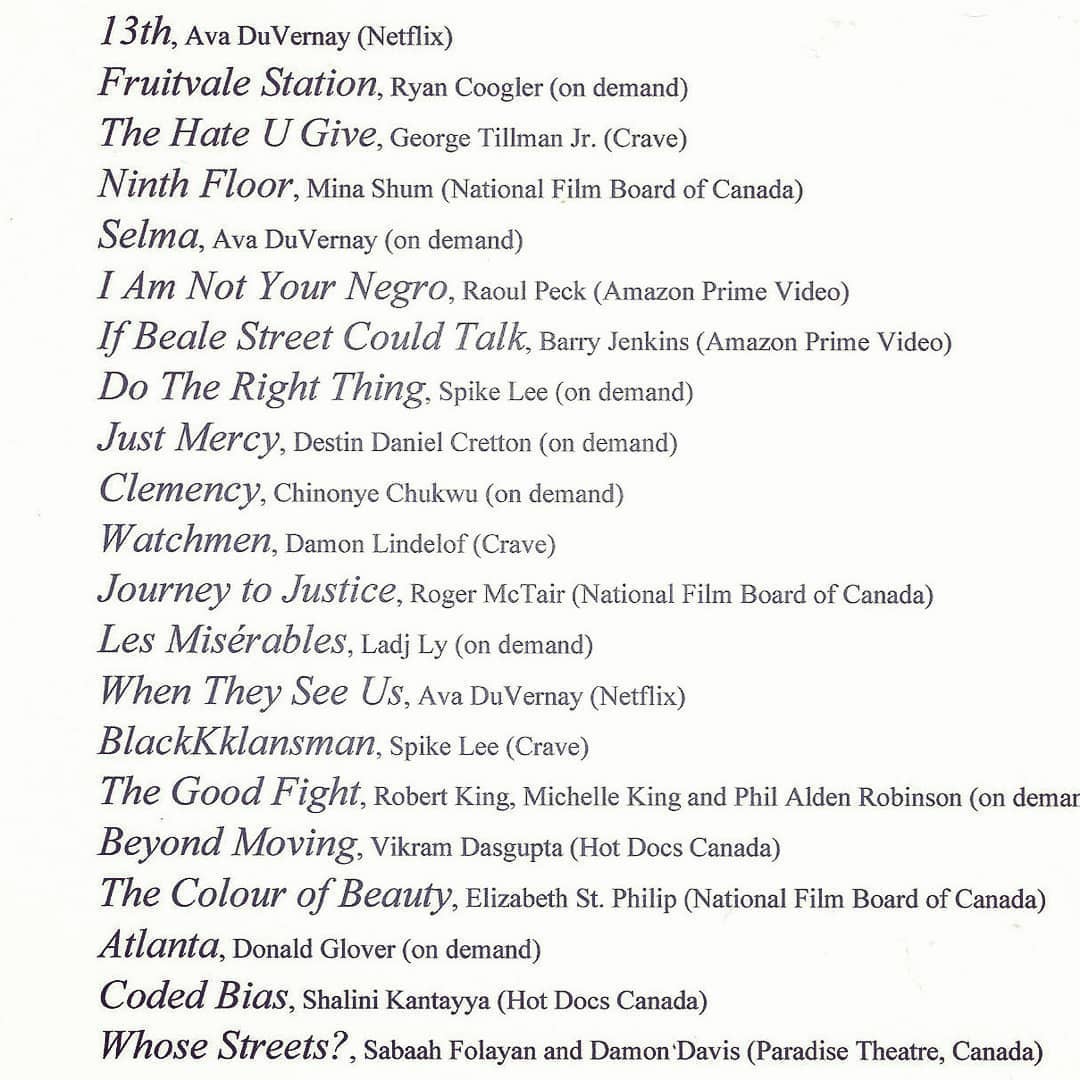 13th, Ava DuVernay (Netflix)
Fruitvale Station, Ryan Coogler (on demand)
The Hate U Give, George Tillman Jr. (Crave)
Ninth Floor, Mina Shum (National Film Board of Canada)
Selma, Ava DuVernay (on demand)
I Am Not Your Negro, Raoul Peck (Amazon Prime Video)
If Beale Street Could Talk, Barry Jenkins (Amazon Prime Video)
Do The Right Thing, Spike Lee (on demand)
Just Mercy, Destin Daniel Cretton (on demand)
Clemency, Chinonye Chukwu (on demand)
Watchmen, Damon Lindelof (Crave)
Journey to Justice, Roger McTair (National Film Board of Canada)
Les Misérables, Ladj Ly (on demand)
When They See Us, Ava DuVernay (Netflix)
BlackKklansman, Spike Lee (Crave)
The Good Fight, Robert King, Michelle King and Phil Alden Robinson (on deman
Beyond Moving, Vikram Dasgupta (Hot Docs Canada)
The Colour of Beauty, Elizabeth St. Philip (National Film Board of Canada)
Atlanta, Donald Glover (on demand)
Coded Bias, Shalini Kantayya (Hot Docs Canada)
Whose Streets?, Sabaah Folayan and Damon Davis (Paradise Theatre, Canada)